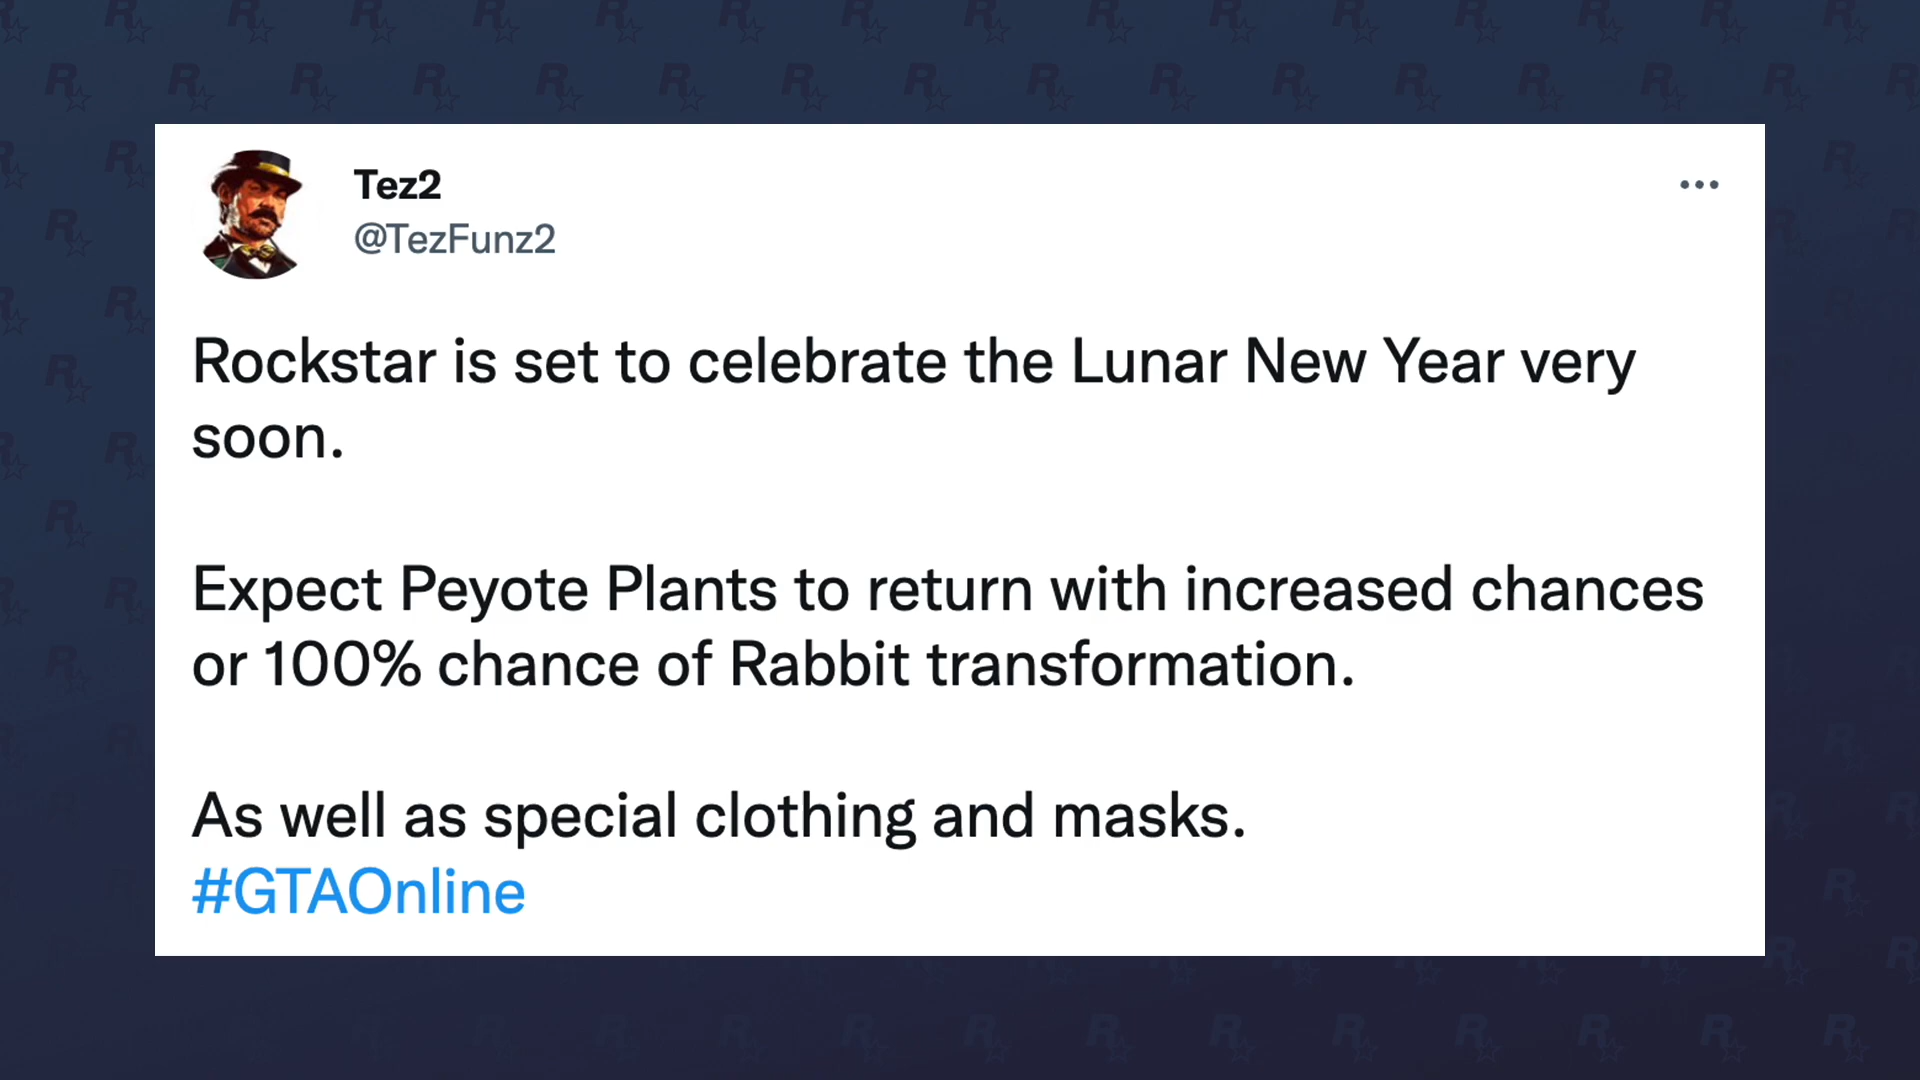 Tez2
@TezFunz2
Rockstar is set to celebrate the Lunar New Year very
soon.
Expect Peyote Plants to return with increased chances
or 100% chance of Rabbit transformation.
As well as special clothing and masks.
#GTAOnline